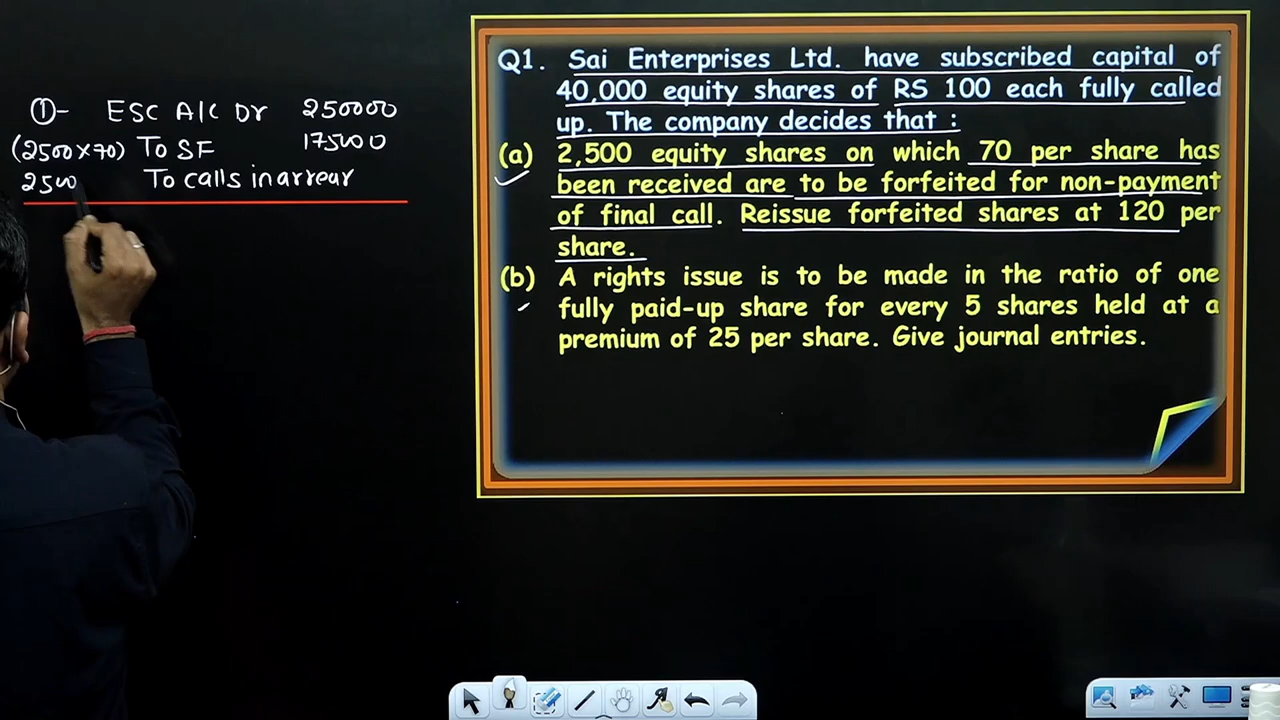 ①- ESC A/C Dr 250000
(2500×70) To SF 175000
2500 To calls in arrear
Q1. Sai Enterprises Ltd. have subscribed capital of
40,000 equity shares of RS 100 each fully called
up. The company decides that :
(a) 2,500 equity shares on which 70 per share has
been received are to be forfeited for non-payment
of final call. Reissue forfeited shares at 120 per
share.
(b) A rights issue is to be made in the ratio of one
fully paid-up share for every 5 shares held at a
premium of 25 per share. Give journal entries.